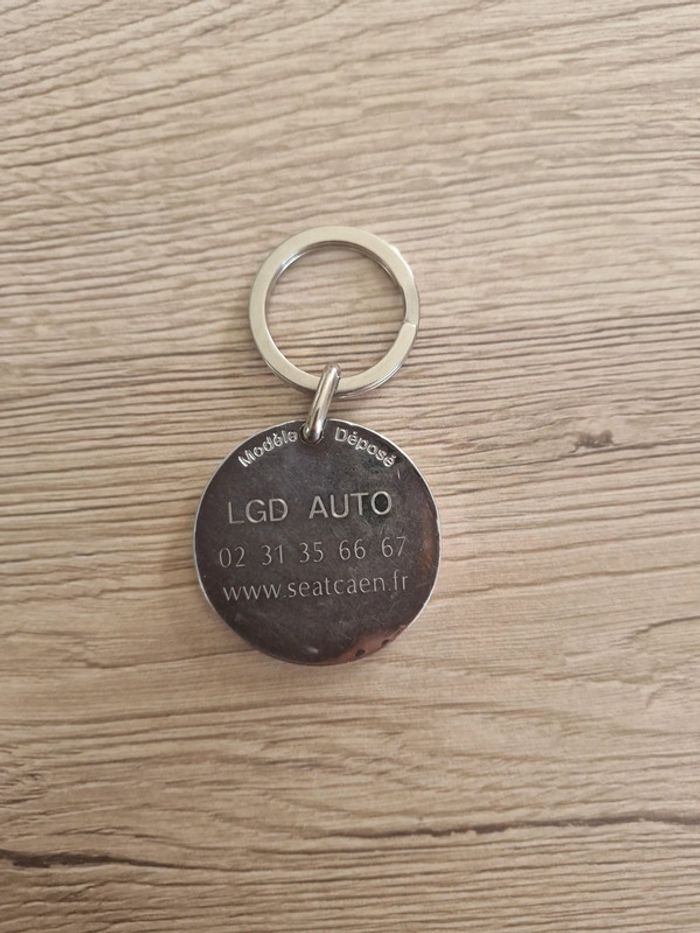 Modèle Déposé
LGD AUTO
02 31 35 66 67
www.seatcaen.fr